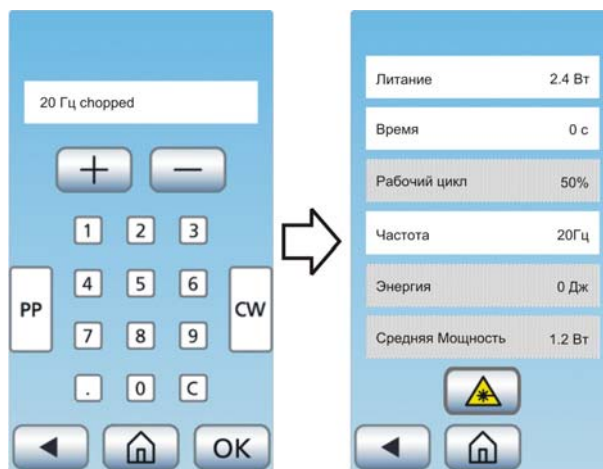 20 Гц chopped
1 2 3
4 5 6
PP CW
7 8 9
. 0 C
OK
Литание 2.4 Вт
Время 0 с
Рабочий цикл 50%
Частота 20Гц
Энергия 0 Дж
Средняя Мощность 1.2 Вт